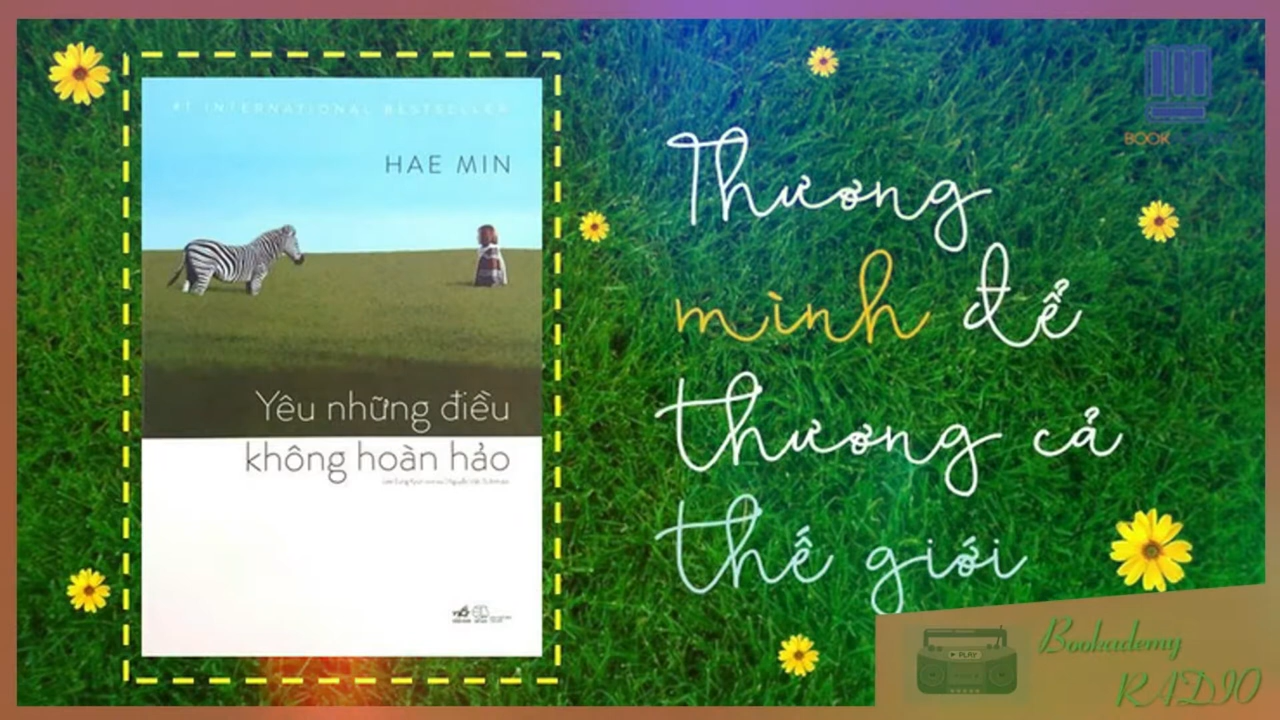 #1 INTERNATIONAL BESTSELLER
HAE MIN
Yêu những điều
không hoàn hảo
Thương
mình để
thương cả
thế giới
BOOK
PLAY
Bookademy
RADIO